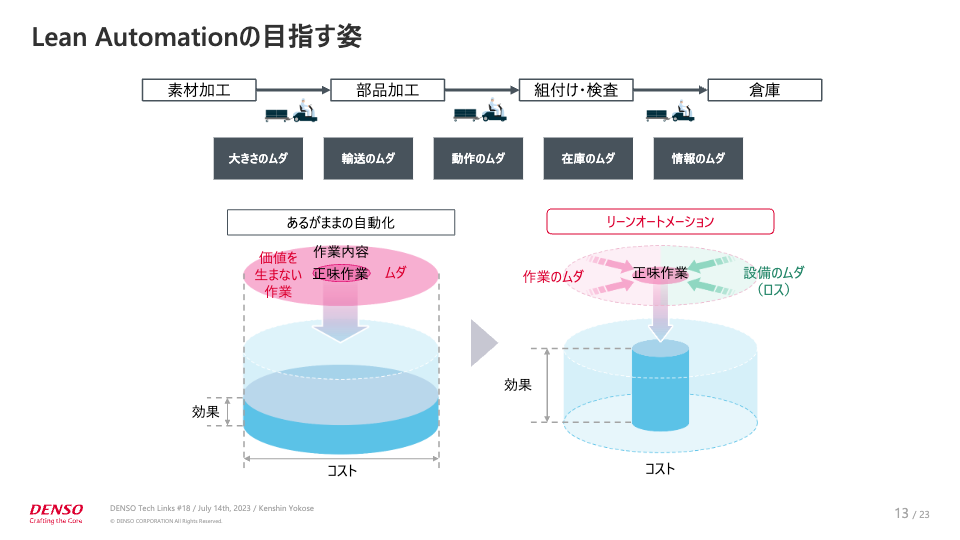 Lean Automationの目指す姿
素材加工
部品加工
組付け・検査
倉庫
大きさのムダ
輸送のムダ
動作のムダ
在庫のムダ
情報のムダ
あるがままの自動化
価値を
生まない
作業
作業内容
正味作業
ムダ
効果
コスト
リーンオートメーション
作業のムダ
正味作業
設備のムダ
（ロス）
効果
コスト
DENSO
Crafting the Core
DENSO Tech Links #18 / July 14th, 2023 / Kenshin Yokose
© DENSO CORPORATION All Rights Reserved.
13 / 23